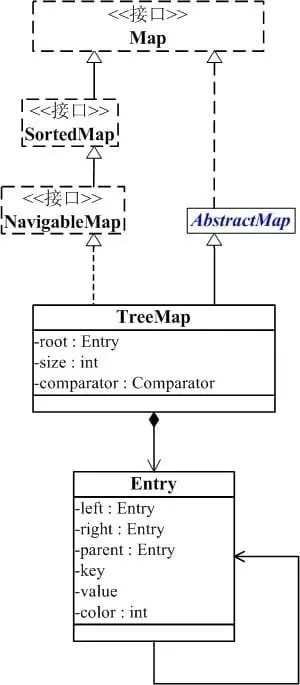 <<接口>>
Map
<<接口>>
SortedMap
<<接口>>
NavigableMap
AbstractMap
TreeMap
-root : Entry
-size : int
-comparator : Comparator
Entry
-left : Entry
-right : Entry
-parent : Entry
-key
-value
-color : int